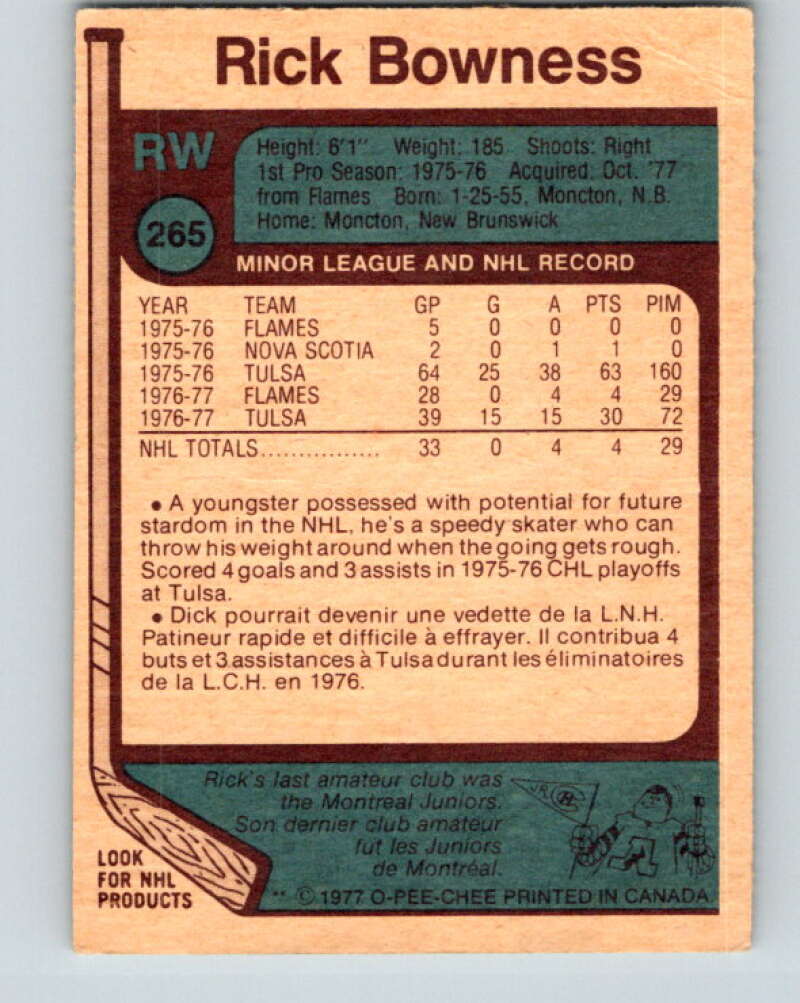 Rick Bowness
RW
Height: 6'1" Weight: 185 Shoots: Right
1st Pro Season: 1975-76 Acquired: Oct. '77
from Flames Born: 1-25-55, Moncton, N.B.
Home: Moncton, New Brunswick
265
MINOR LEAGUE AND NHL RECORD
YEAR TEAM GP G A PTS PIM
1975-76 FLAMES 5 0 0 0 0
1975-76 NOVA SCOTIA 2 0 1 1 0
1975-76 TULSA 64 25 38 63 160
1976-77 FLAMES 28 0 4 4 29
1976-77 TULSA 39 15 15 30 72
NHL TOTALS................ 33 0 4 4 29
• A youngster possessed with potential for future
stardom in the NHL, he's a speedy skater who can
throw his weight around when the going gets rough.
Scored 4 goals and 3 assists in 1975-76 CHL playoffs
at Tulsa.
• Dick pourrait devenir une vedette de la L.N.H.
Patineur rapide et difficile à effrayer. Il contribua 4
buts et 3 assistances à Tulsa durant les éliminatoires
de la L.C.H. en 1976.
Rick's last amateur club was
the Montreal Juniors.
Son dernier club amateur
fut les Juniors
de Montréal.
JR. CH
LOOK
FOR NHL
PRODUCTS
** © 1977 O-PEE-CHEE PRINTED IN CANADA